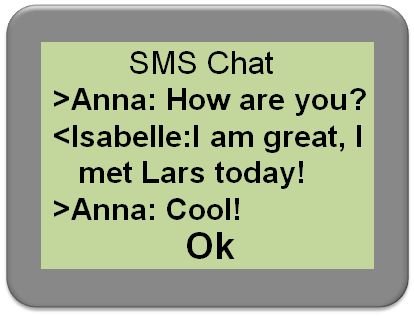 SMS Chat
>Anna: How are you?
<Isabelle:I am great, I
met Lars today!
>Anna: Cool!
Ok